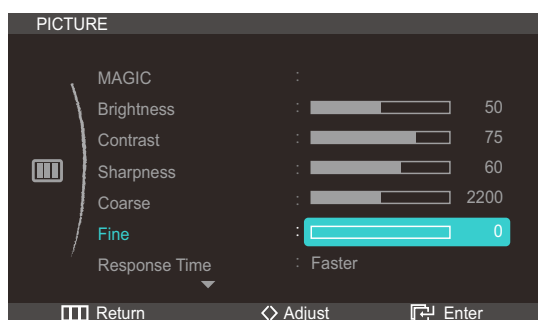 PICTURE
MAGIC :
Brightness : 50
Contrast : 75
Sharpness : 60
Coarse : 2200
Fine : 0
Response Time : Faster
Return Adjust Enter